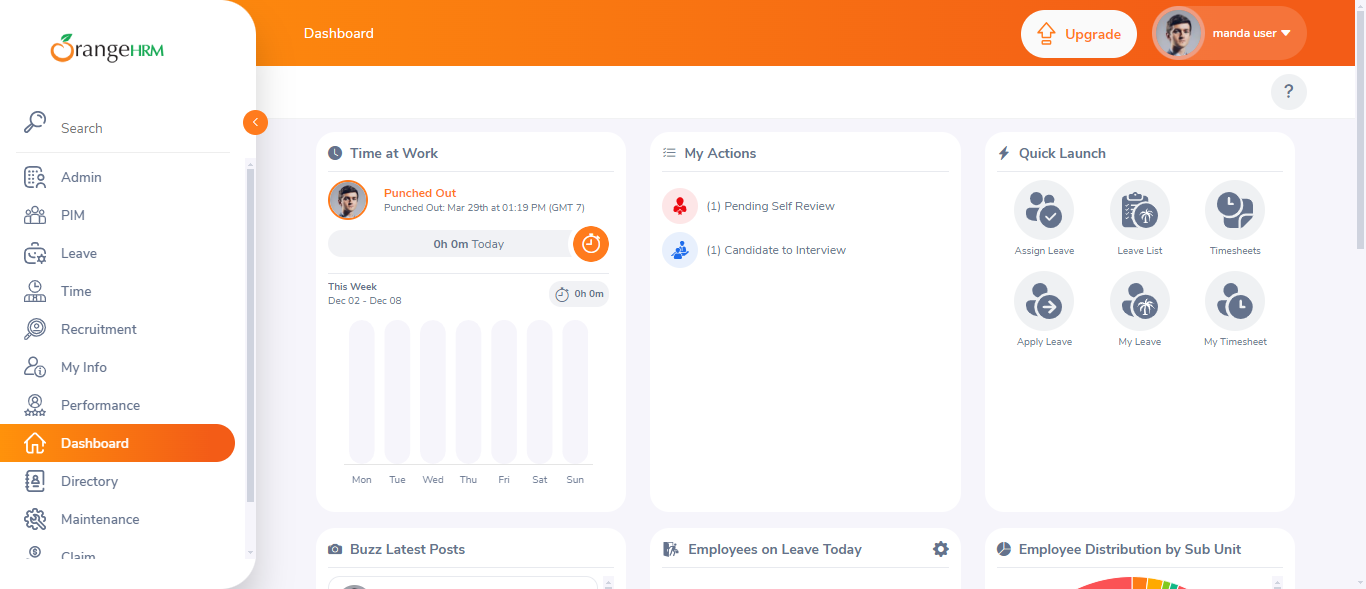 OrangeHRM
Dashboard
Upgrade
manda user
?
Search
Admin
PIM
Leave
Time
Recruitment
My Info
Performance
Dashboard
Directory
Maintenance
Claim
Time at Work
Punched Out
Punched Out: Mar 29th at 01:19 PM (GMT 7)
0h 0m Today
This Week
Dec 02 - Dec 08
0h 0m
Mon Tue Wed Thu Fri Sat Sun
My Actions
(1) Pending Self Review
(1) Candidate to Interview
Quick Launch
Assign Leave Leave List Timesheets
Apply Leave My Leave My Timesheet
Buzz Latest Posts
Employees on Leave Today
Employee Distribution by Sub Unit